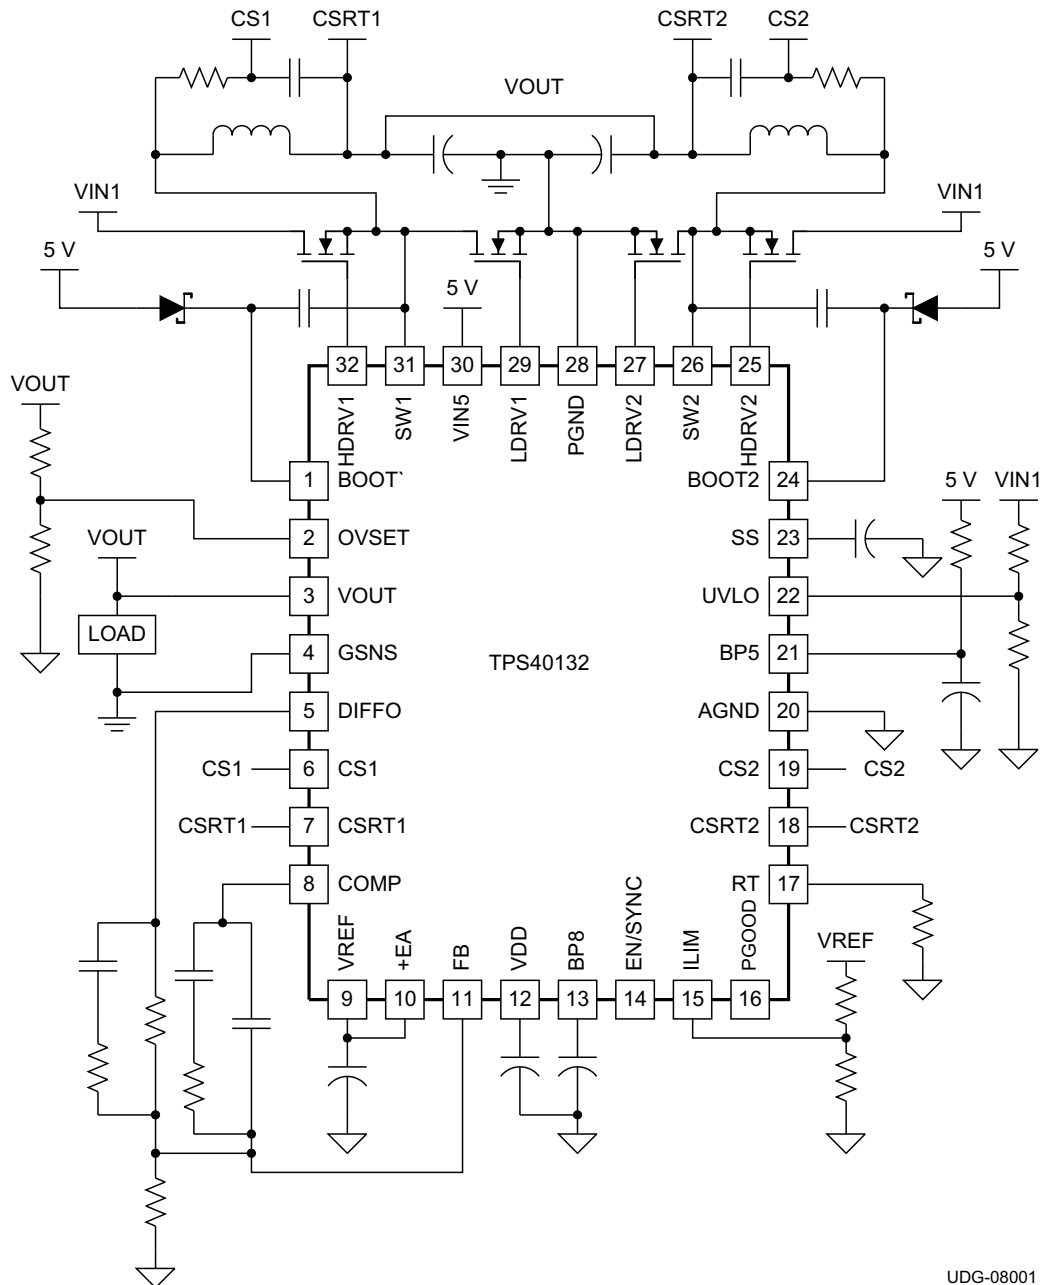 CS1
CSRT1
CSRT2
CS2
VOUT
VIN1
VIN1
5 V
5 V
5 V
32
31
30
29
28
27
26
25
HDRV1
SW1
VIN5
LDRV1
PGND
LDRV2
SW2
HDRV2
VOUT
1
BOOT`
BOOT2
24
5 V
VIN1
2
OVSET
SS
23
VOUT
3
VOUT
UVLO
22
LOAD
4
GSNS
TPS40132
BP5
21
5
DIFFO
AGND
20
CS1
6
CS1
CS2
19
CS2
CSRT1
7
CSRT1
CSRT2
18
CSRT2
8
COMP
RT
17
VREF
+EA
FB
VDD
BP8
EN/SYNC
ILIM
PGOOD
VREF
9
10
11
12
13
14
15
16
UDG-08001